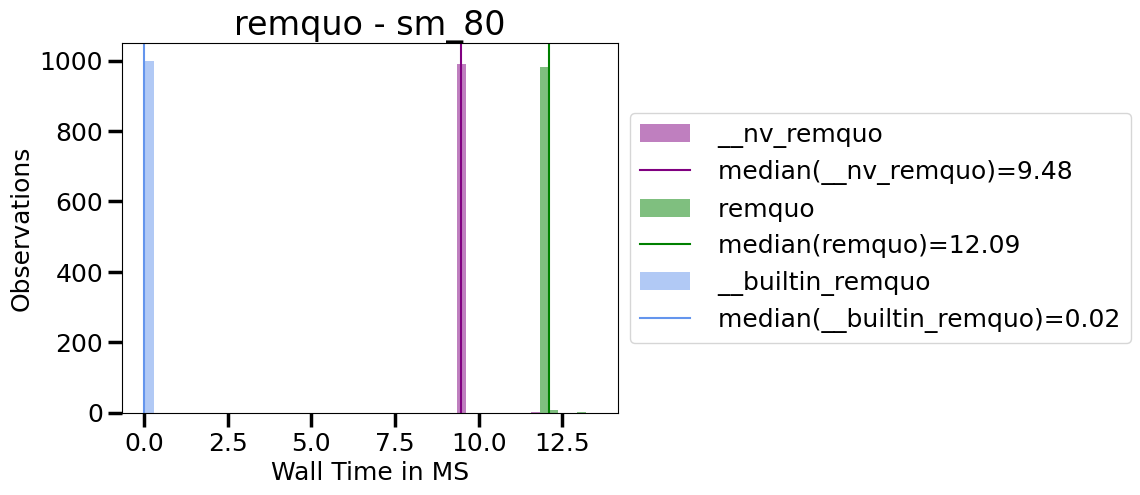 remquo - sm_80
Observations
1000
800
600
400
200
0
0.0 2.5 5.0 7.5 10.0 12.5
Wall Time in MS
__nv_remquo
median(__nv_remquo)=9.48
remquo
median(remquo)=12.09
__builtin_remquo
median(__builtin_remquo)=0.02